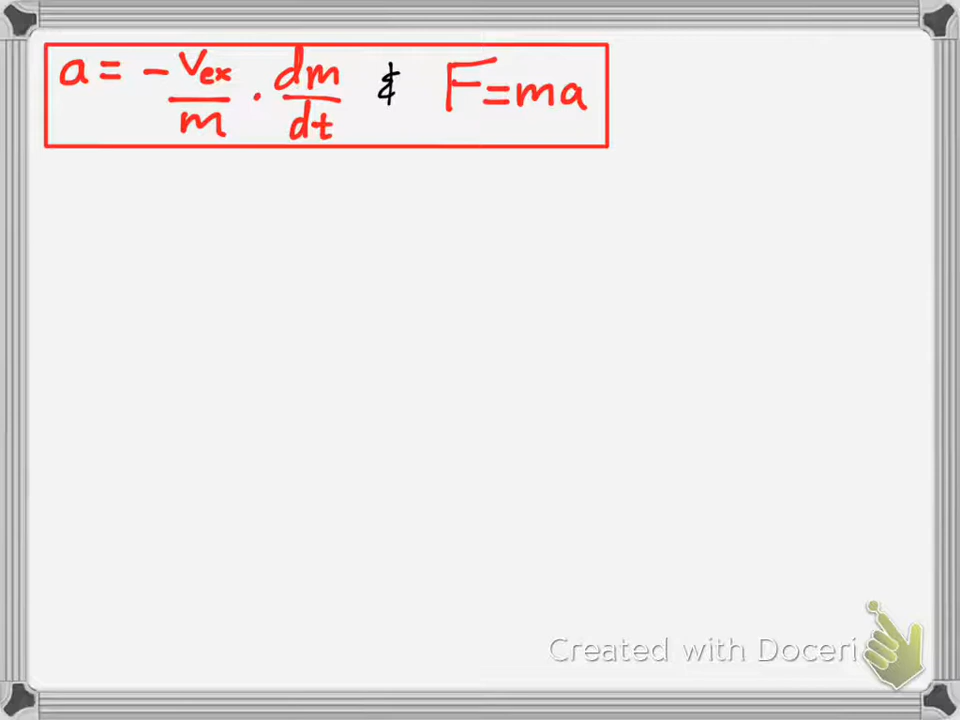 a = - Vex/m · dm/dt & F=ma
Created with Doceri